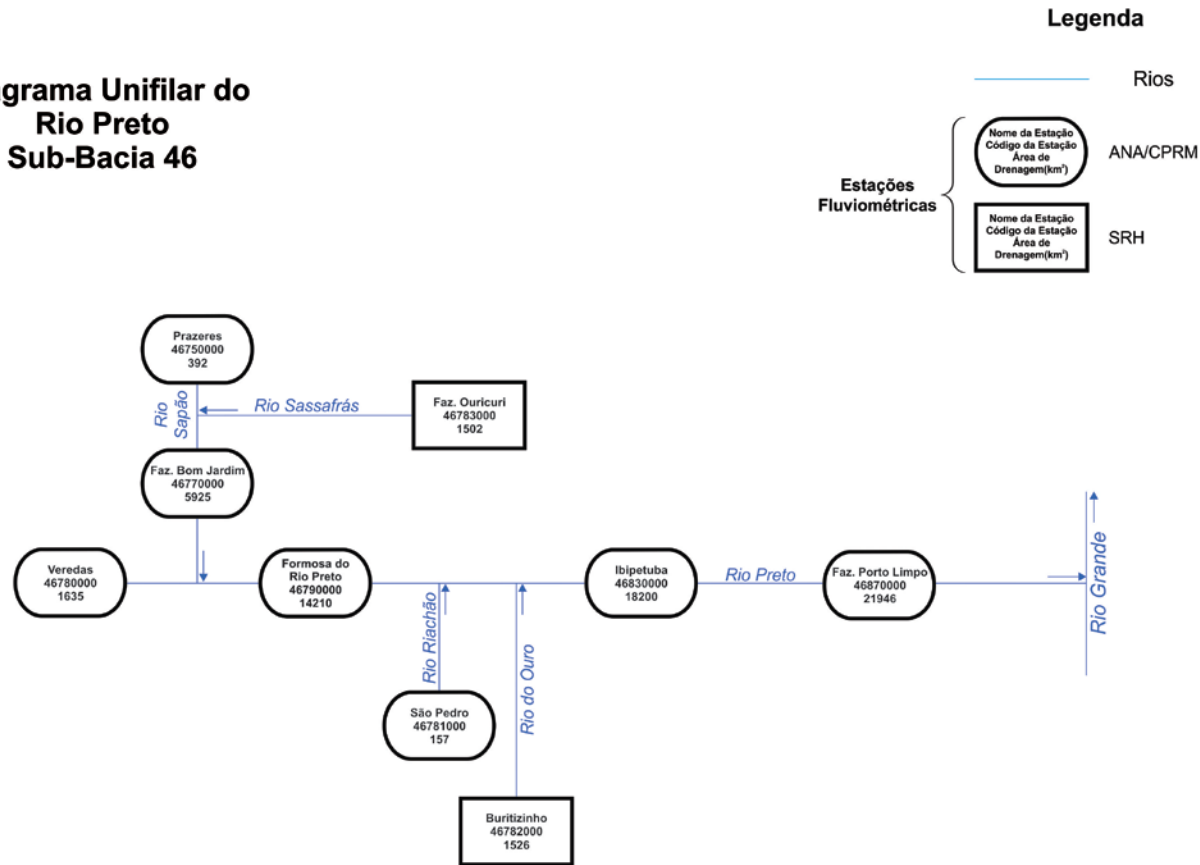 agrama Unifilar do
Rio Preto
Sub-Bacia 46
Legenda
Rios
Estações
Fluviométricas
Nome da Estação
Código da Estação
Área de
Drenagem(km²)
ANA/CPRM
Nome da Estação
Código da Estação
Área de
Drenagem(km²)
SRH
Prazeres
46750000
392
Rio
Sapão
Rio Sassafrás
Faz. Ouricuri
46783000
1502
Faz. Bom Jardim
46770000
5925
Veredas
46780000
1635
Formosa do
Rio Preto
46790000
14210
Ibipetuba
46830000
18200
Rio Preto
Faz. Porto Limpo
46870000
21946
Rio Grande
Rio Riachão
Rio do Ouro
São Pedro
46781000
157
Buritizinho
46782000
1526